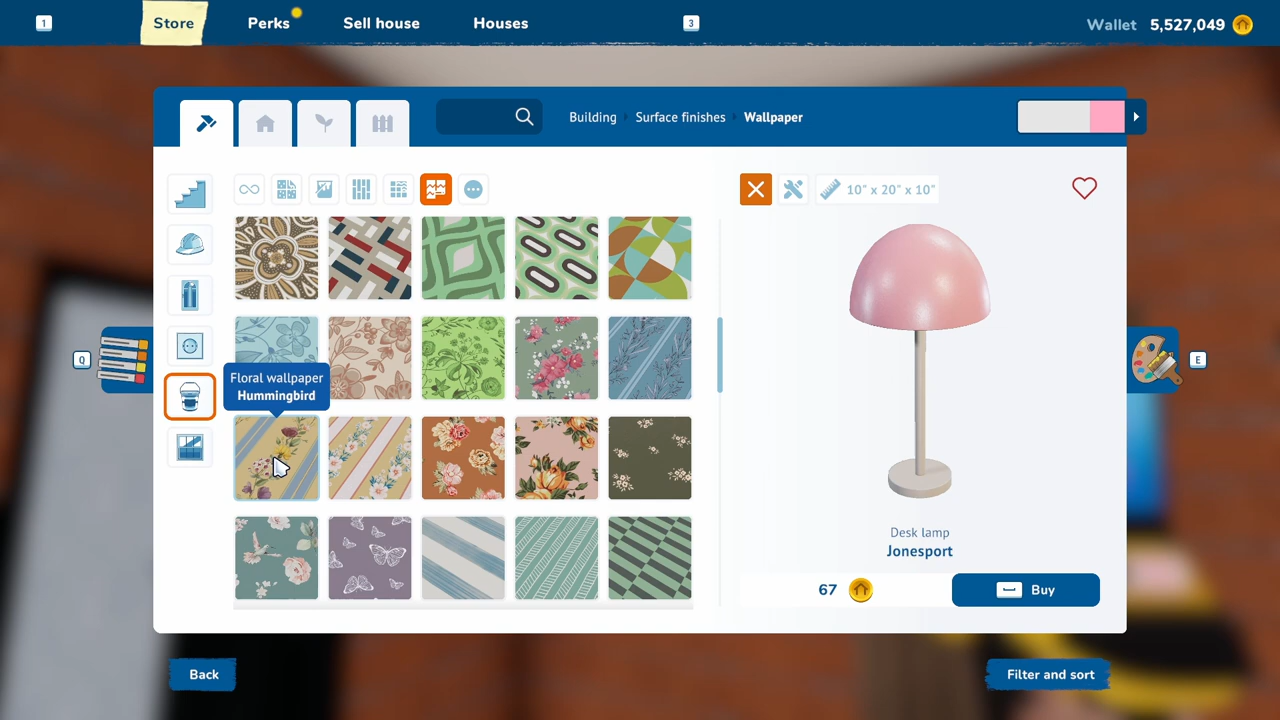 1
Store
Perks
Sell house
Houses
3
Wallet 5,527,049
Building Surface finishes Wallpaper
10" x 20" x 10"
Q
E
Floral wallpaper
Hummingbird
Desk lamp
Jonesport
67
Buy
Back
Filter and sort